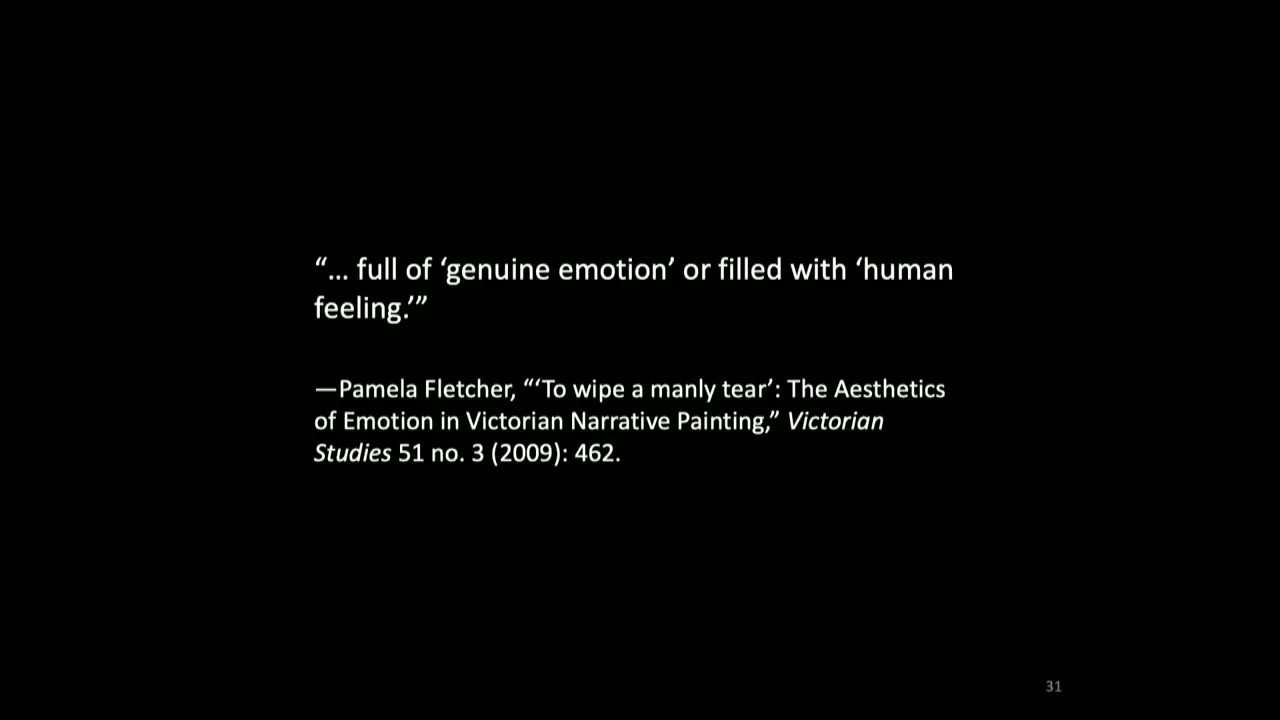 “… full of ‘genuine emotion’ or filled with ‘human
feeling.’”
—Pamela Fletcher, “‘To wipe a manly tear’: The Aesthetics
of Emotion in Victorian Narrative Painting,” Victorian
Studies 51 no. 3 (2009): 462.
31